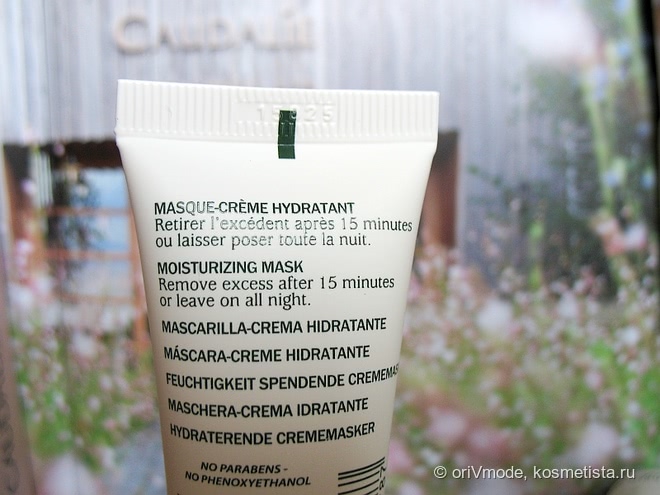 CAUDALÍE
MASQUE-CRÈME HYDRATANT
Retirer l'excédent après 15 minutes
ou laisser poser toute la nuit.
MOISTURIZING MASK
Remove excess after 15 minutes
or leave on all night.
MASCARILLA-CREMA HIDRATANTE
MÁSCARA-CREME HIDRATANTE
FEUCHTIGKEIT SPENDENDE CREMEMAS
MASCHERA-CREMA IDRATANTE
HYDRATERENDE CREMEMASKER
NO PARABENS -
NO PHENOXYETHANOL
© oriVmode, kosmetista.ru